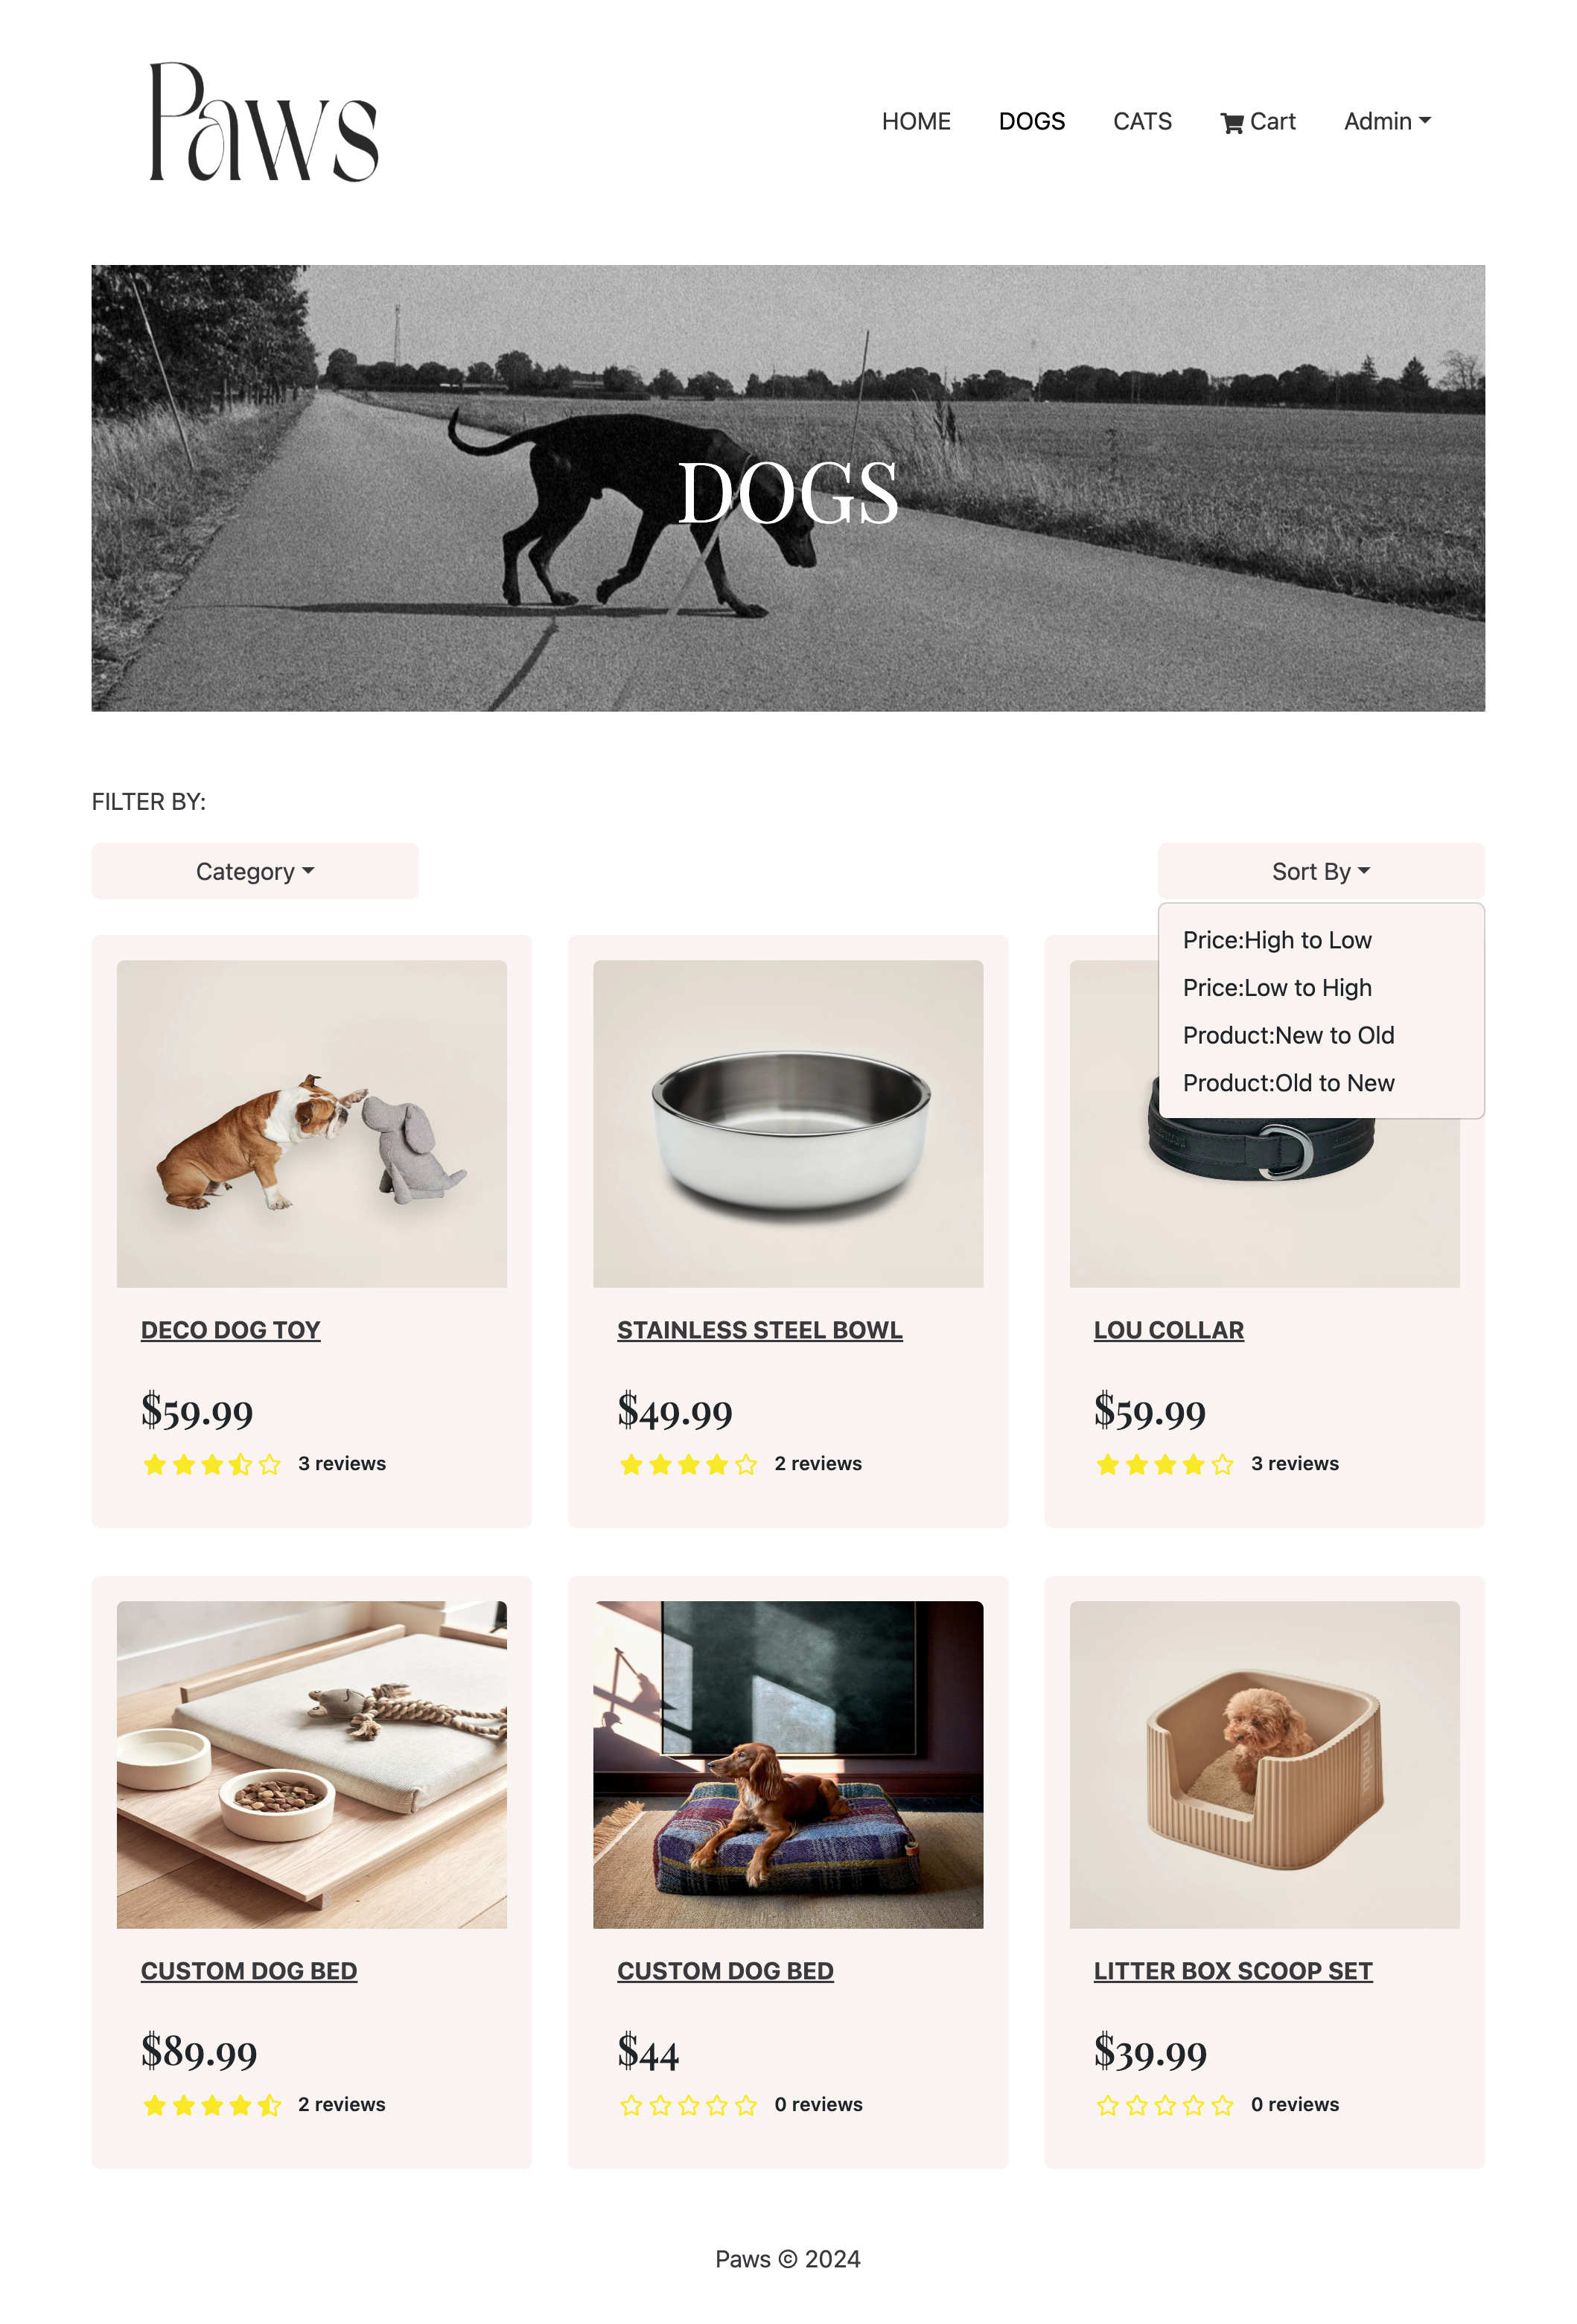 Paws
HOME DOGS CATS Cart Admin
DOGS
FILTER BY:
Category Sort By
Price:High to Low
Price:Low to High
Product:New to Old
Product:Old to New
DECO DOG TOY
$59.99
3 reviews
STAINLESS STEEL BOWL
$49.99
2 reviews
LOU COLLAR
$59.99
3 reviews
CUSTOM DOG BED
$89.99
2 reviews
CUSTOM DOG BED
$44
0 reviews
LITTER BOX SCOOP SET
$39.99
0 reviews
Paws © 2024